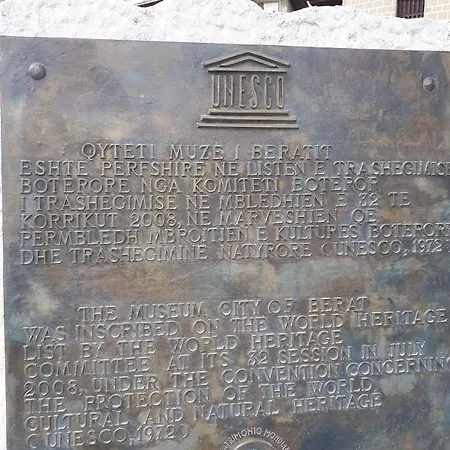 UNESCO
QYTETI MUZE I BERATIT
ESHTE PERFSHIRE NE LISTEN E TRASHEGIMISE
BOTERORE NGA KOMITETI BOTEROR
I TRASHEGIMISE NE MBLEDHJEN E 32 TE
KORRIKUT 2008, NE MARVESHJEN QE
PERMBLEDH MBROJTJEN E KULTURES BOTERORE
DHE TRASHEGIMINE NATYRORE (UNESCO, 1972)
THE MUSEUM CITY OF BERAT
WAS INSCRIBED ON THE WORLD HERITAGE
LIST BY THE WORLD HERITAGE
COMMITTEE AT ITS 32 SESSION IN JULY
2008, UNDER THE CONVENTION CONCERNING
THE PROTECTION OF THE WORLD
CULTURAL AND NATURAL HERITAGE
(UNESCO, 1972)
PATRIMONIO MONDIAL